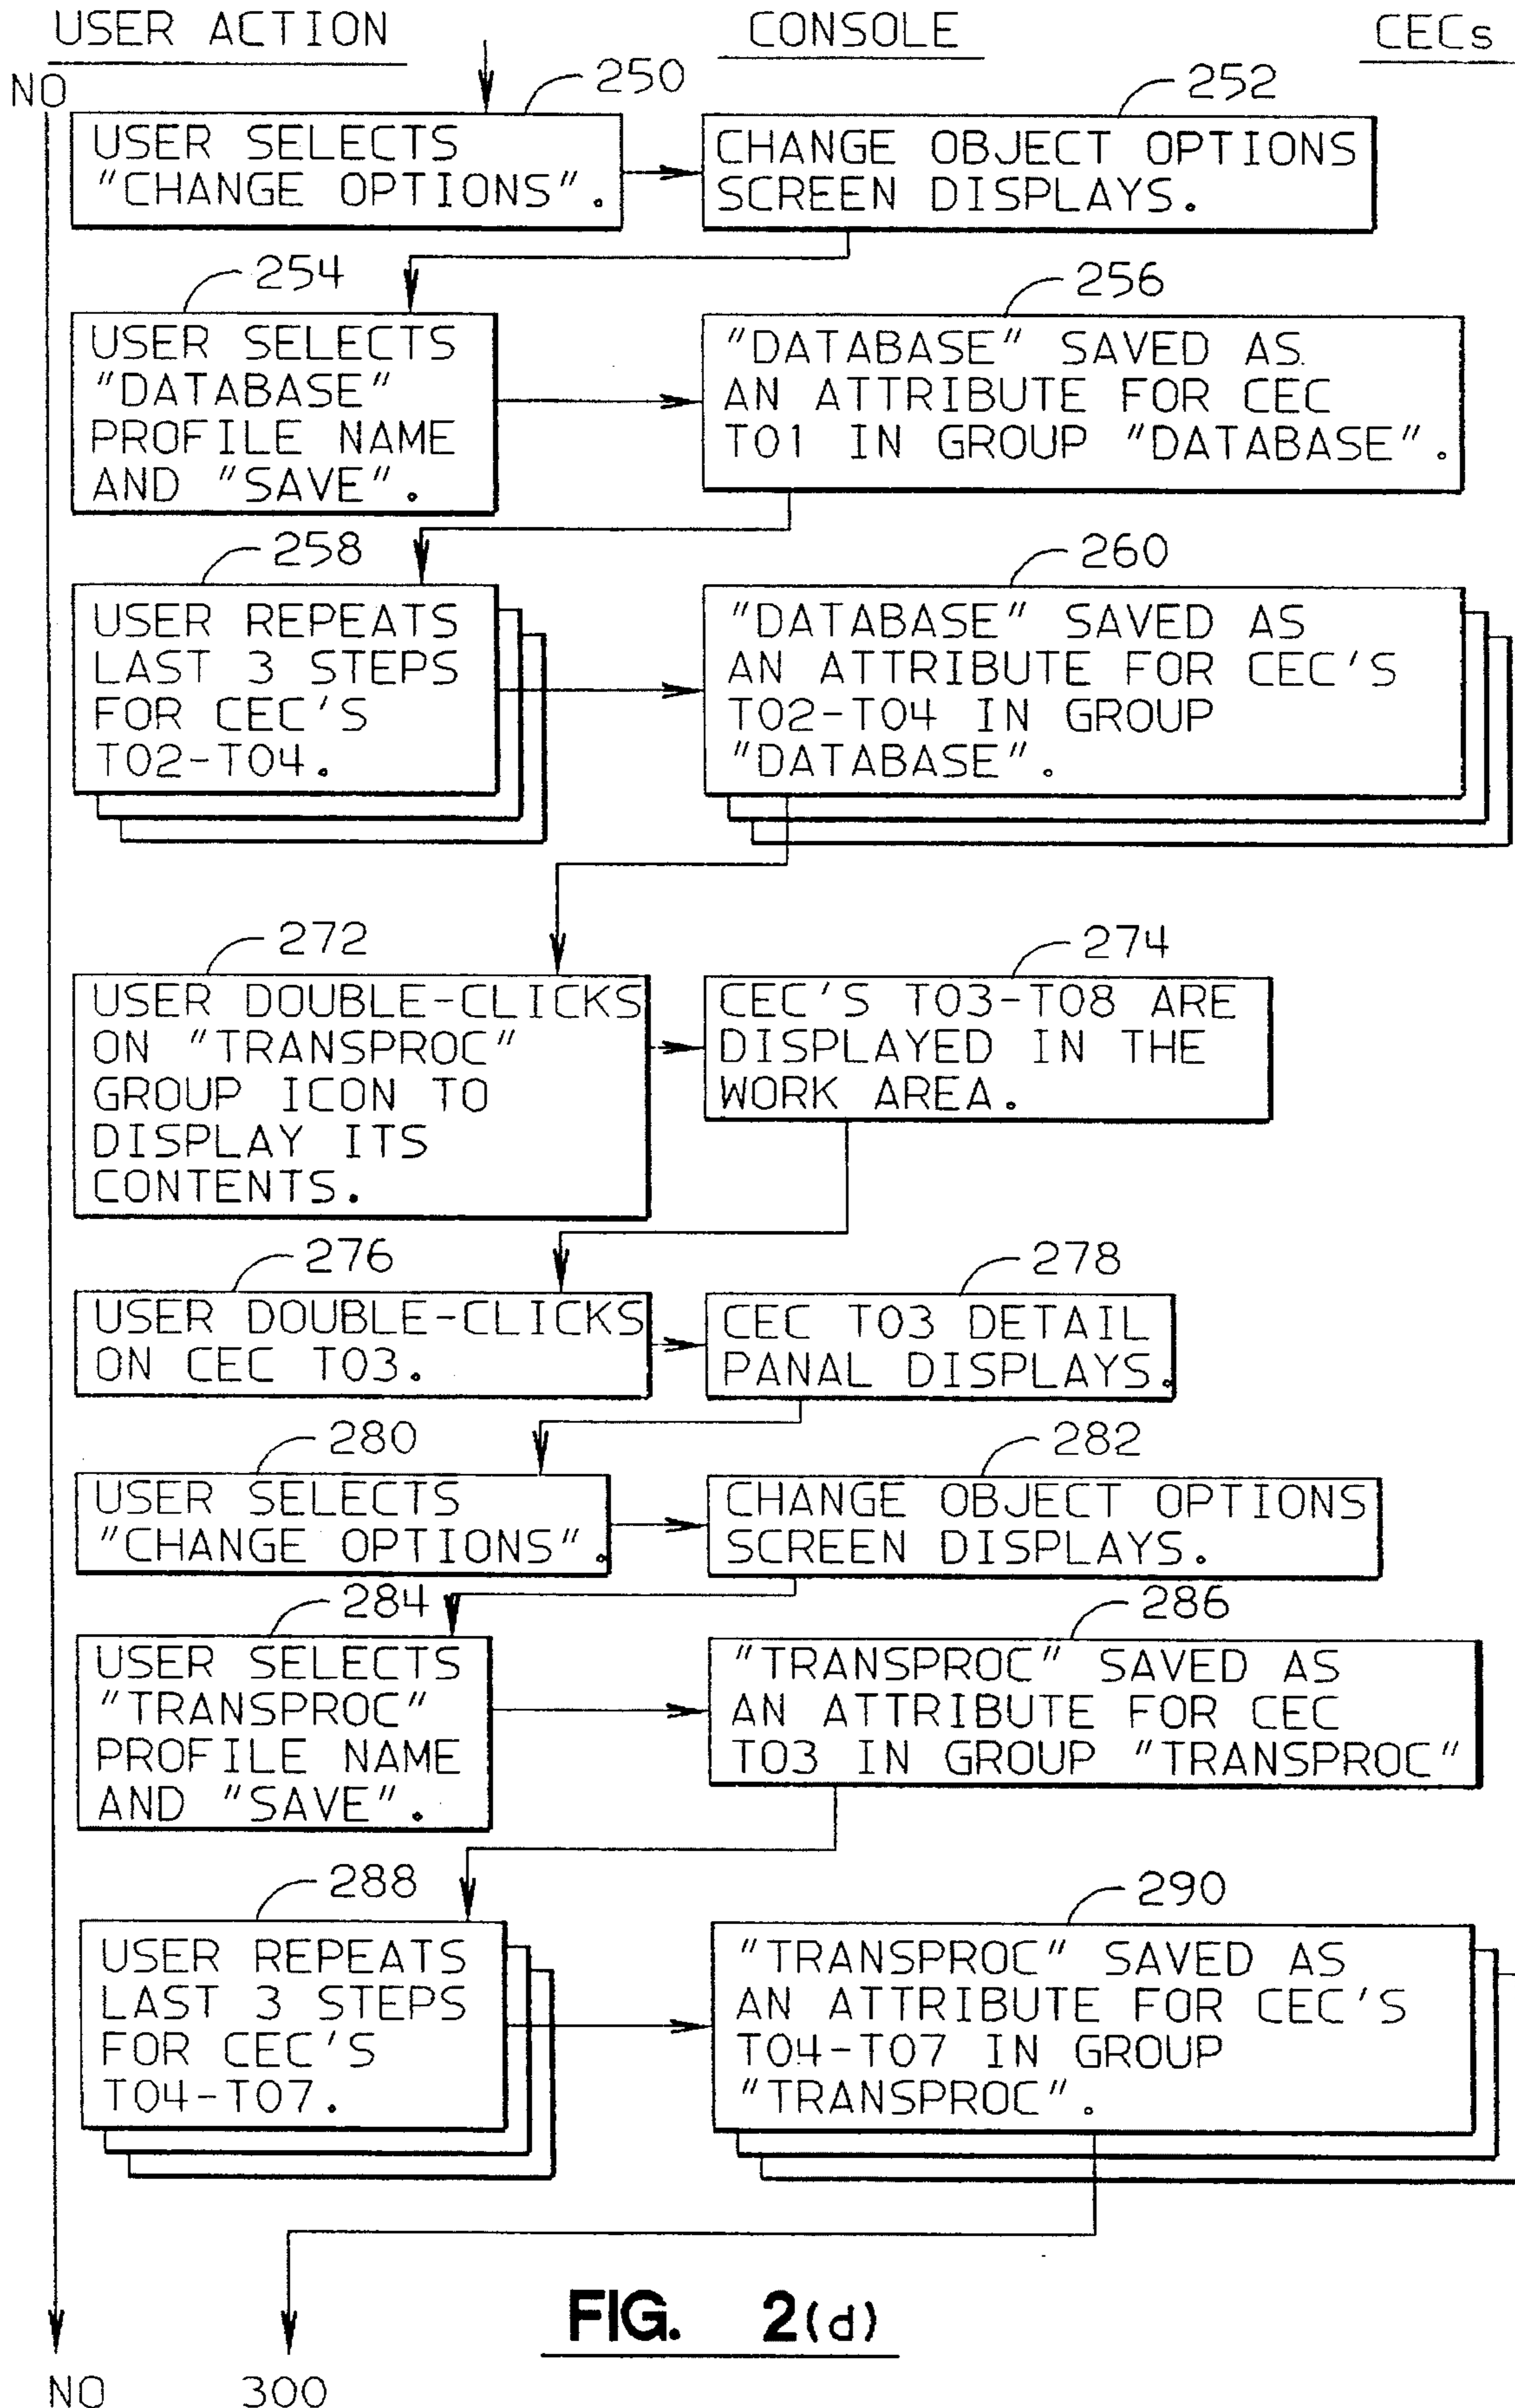 USER ACTION
CONSOLE
CECs
NO
250
USER SELECTS
"CHANGE OPTIONS".
252
CHANGE OBJECT OPTIONS
SCREEN DISPLAYS.
254
USER SELECTS
"DATABASE"
PROFILE NAME
AND "SAVE".
256
"DATABASE" SAVED AS
AN ATTRIBUTE FOR CEC
T01 IN GROUP "DATABASE".
258
USER REPEATS
LAST 3 STEPS
FOR CEC'S
T02-T04.
260
"DATABASE" SAVED AS
AN ATTRIBUTE FOR CEC'S
T02-T04 IN GROUP
"DATABASE".
272
USER DOUBLE-CLICKS
ON "TRANSPROC"
GROUP ICON TO
DISPLAY ITS
CONTENTS.
274
CEC'S T03-T08 ARE
DISPLAYED IN THE
WORK AREA.
276
USER DOUBLE-CLICKS
ON CEC T03.
278
CEC T03 DETAIL
PANAL DISPLAYS.
280
USER SELECTS
"CHANGE OPTIONS".
282
CHANGE OBJECT OPTIONS
SCREEN DISPLAYS.
284
USER SELECTS
"TRANSPROC"
PROFILE NAME
AND "SAVE".
286
"TRANSPROC" SAVED AS
AN ATTRIBUTE FOR CEC
T03 IN GROUP "TRANSPROC"
288
USER REPEATS
LAST 3 STEPS
FOR CEC'S
T04-T07.
290
"TRANSPROC" SAVED AS
AN ATTRIBUTE FOR CEC'S
T04-T07 IN GROUP
"TRANSPROC".
FIG. 2(d)
NO
300